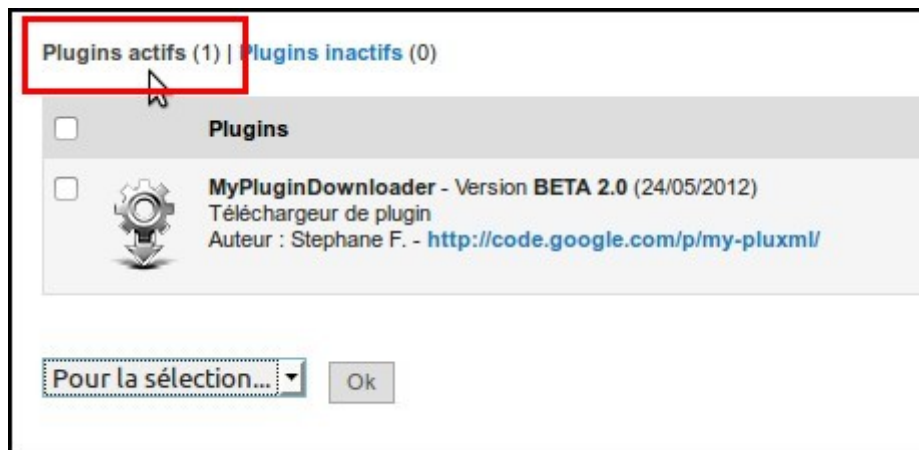 Plugins actifs (1) | Plugins inactifs (0)
Plugins
MyPluginDownloader - Version BETA 2.0 (24/05/2012)
Téléchargeur de plugin
Auteur : Stephane F. - http://code.google.com/p/my-pluxml/
Pour la sélection... Ok